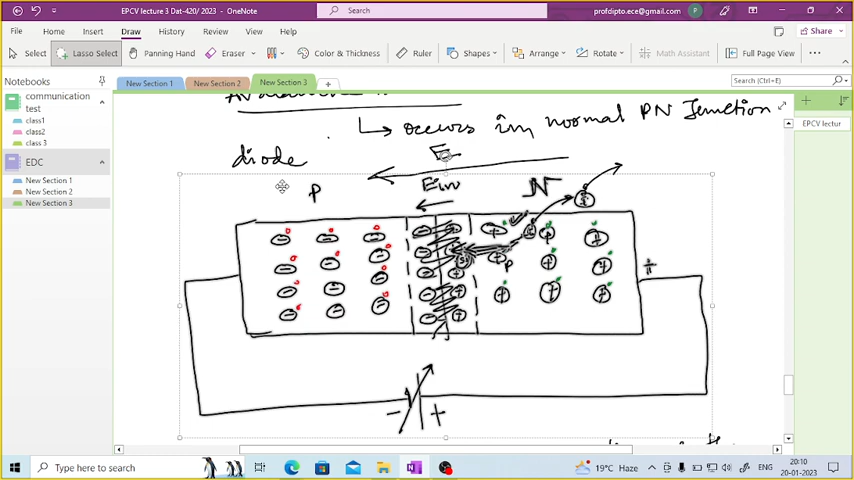 EPCV lecture 3 Dat-420/ 2023 - OneNote
Search
profdipto.ece@gmail.com
P
File Home Insert Draw History Review View Help
Share
Select Lasso Select Panning Hand Eraser Color & Thickness Ruler Shapes Arrange Rotate Math Assistant Full Page View
Notebooks
New Section 1 New Section 2 New Section 3 +
Search (Ctrl+E)
communication
test
class1
class2
class 3
EDC
New Section 1
New Section 2
New Section 3
EPCV lectur
occurs in normal PN Junction
diode
E
P
N
P
- +
Type here to search
19°C Haze
ENG
20:10
20-01-2023